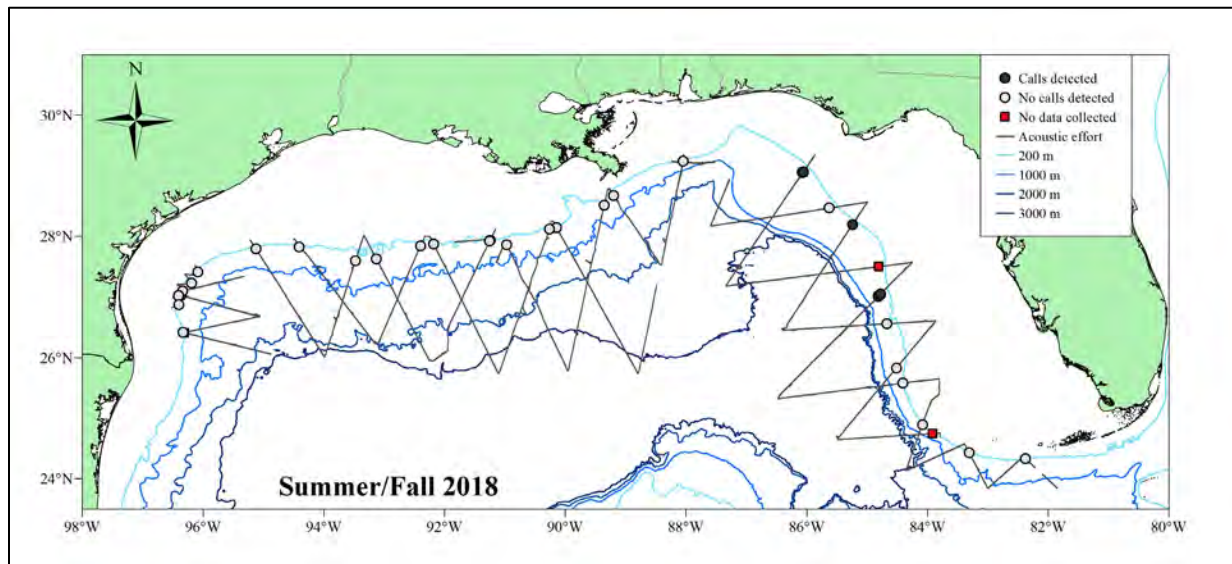 N
Calls detected
No calls detected
No data collected
Acoustic effort
200 m
1000 m
2000 m
3000 m
30°N
28°N
26°N
24°N
Summer/Fall 2018
98°W 96°W 94°W 92°W 90°W 88°W 86°W 84°W 82°W 80°W